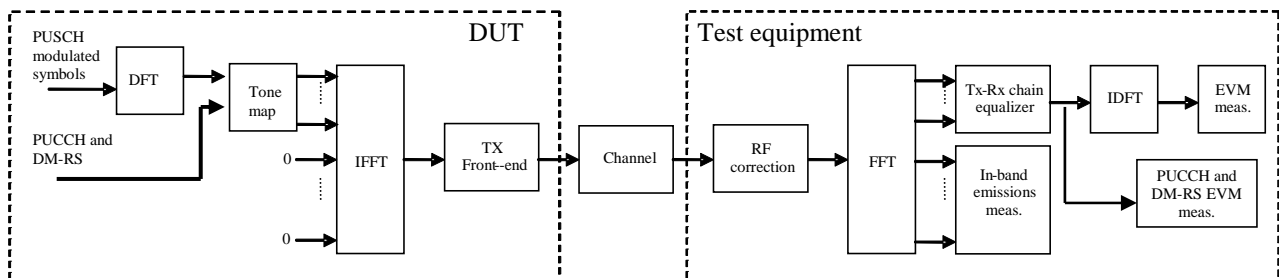 DUT
Test equipment
PUSCH
modulated
symbols
DFT
Tone
map
PUCCH and
DM-RS
0
0
IFFT
TX
Front--end
Channel
RF
correction
FFT
Tx-Rx chain
equalizer
IDFT
EVM
meas.
In-band
emissions
meas.
PUCCH and
DM-RS EVM
meas.